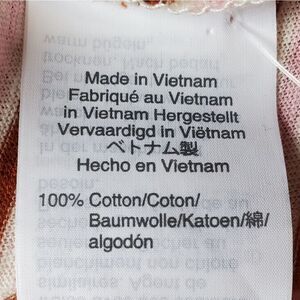 Made in Vietnam
Fabriqué au Vietnam
in Vietnam Hergestellt
Vervaardigd in Viëtnam
ベトナム製
Hecho en Vietnam
100% Cotton/Coton/
Baumwolle/Katoen/綿/
algodón